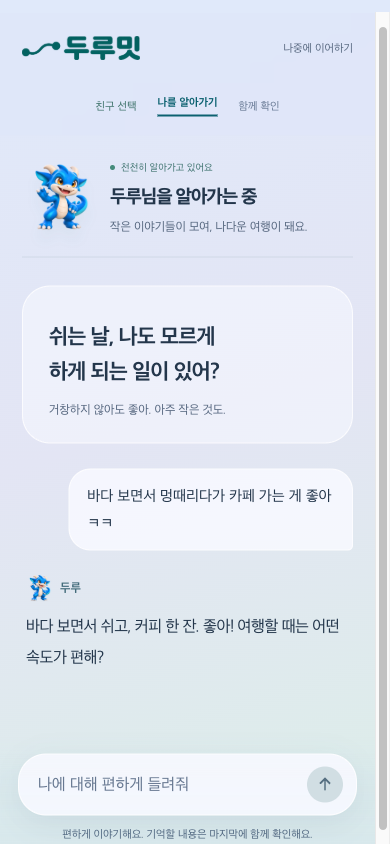 두루밋
나중에 이어하기
친구 선택
나를 알아가기
함께 확인
천천히 알아가고 있어요
두루님을 알아가는 중
작은 이야기들이 모여, 나다운 여행이 돼요.
쉬는 날, 나도 모르게
하게 되는 일이 있어?
거창하지 않아도 좋아. 아주 작은 것도.
바다 보면서 멍때리다가 카페 가는 게 좋아
ㅋㅋ
두루
바다 보면서 쉬고, 커피 한 잔. 좋아! 여행할 때는 어떤
속도가 편해?
나에 대해 편하게 들려줘
편하게 이야기해요. 기억할 내용은 마지막에 함께 확인해요.